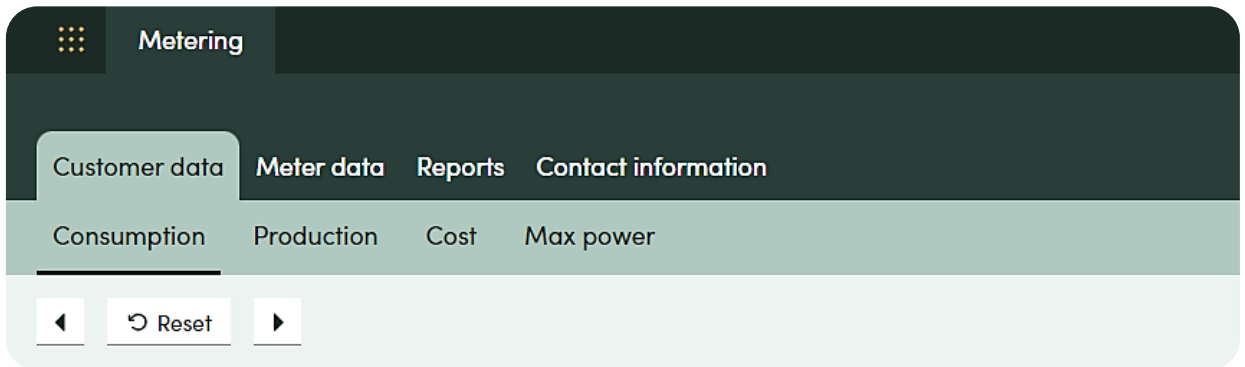 Metering
Customer data Meter data Reports Contact information
Consumption Production Cost Max power
Reset